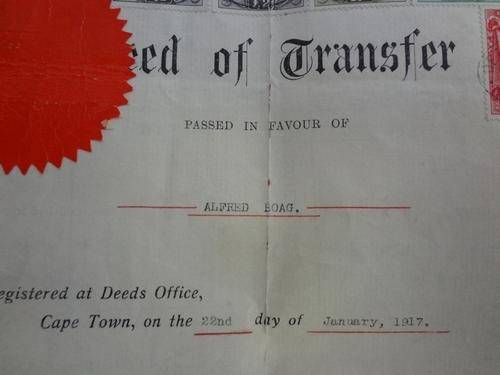 eed of Transfer
PASSED IN FAVOUR OF
ALFRED BOAG.
egistered at Deeds Office,
Cape Town, on the 22nd day of January, 1917.